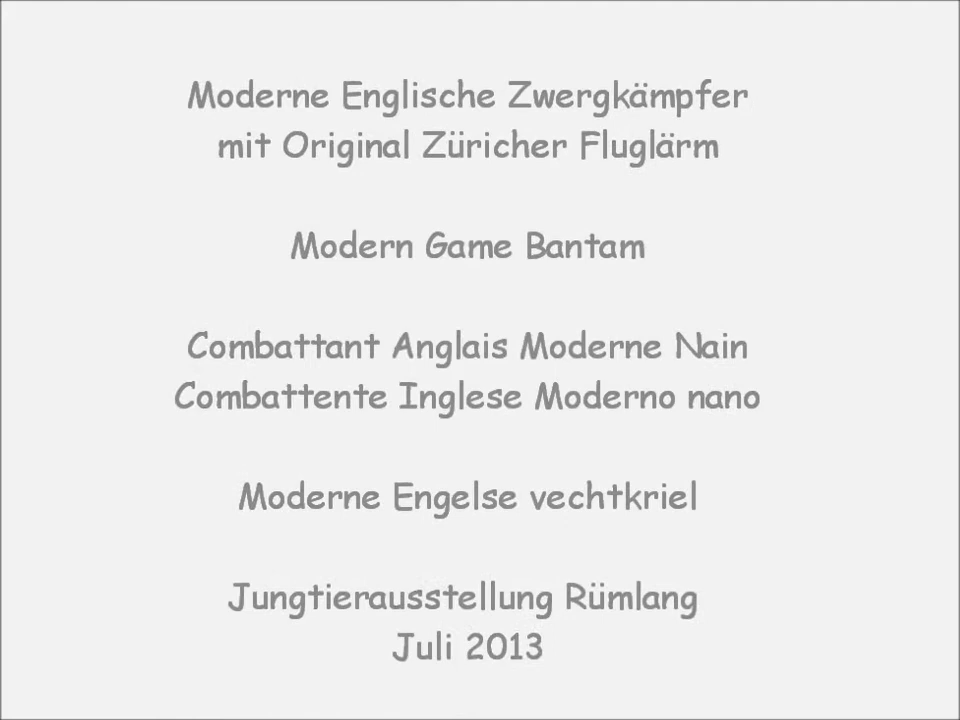 Moderne Englische Zwergkämpfer
mit Original Züricher Fluglärm
Modern Game Bantam
Combattant Anglais Moderne Nain
Combattente Inglese Moderno nano
Moderne Engelse vechtkriel
Jungtierausstellung Rümlang
Juli 2013